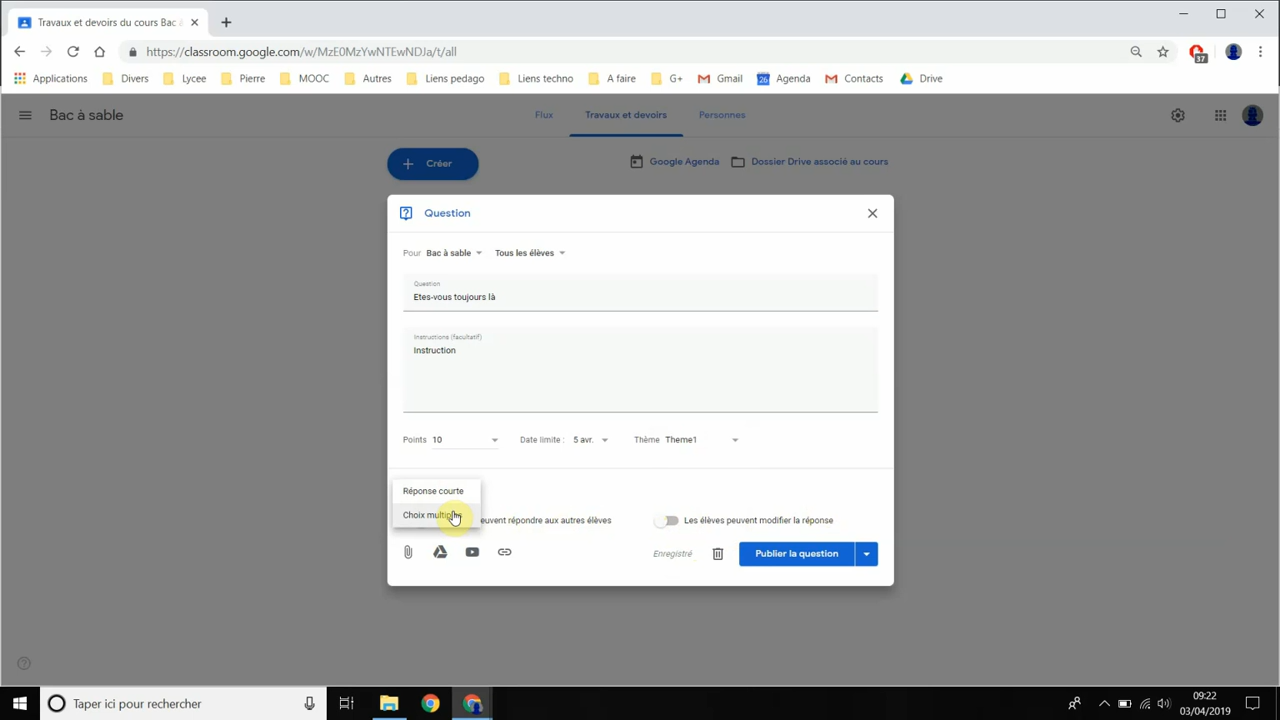 Travaux et devoirs du cours Bac à
https://classroom.google.com/w/MzE0MzYwNTEwNDJa/t/all
37
Applications Divers Lycee Pierre MOOC Autres Liens pedago Liens techno A faire G+ Gmail 26 Agenda Contacts Drive
Bac à sable Flux Travaux et devoirs Personnes
Créer Google Agenda Dossier Drive associé au cours
Question
Pour Bac à sable Tous les élèves
Question
Etes-vous toujours là
Instructions (facultatif)
Instruction
Points 10 Date limite : 5 avr. Thème Theme1
Réponse courte
Choix multiple
peuvent répondre aux autres élèves Les élèves peuvent modifier la réponse
Enregistré Publier la question
Taper ici pour rechercher
09:22
03/04/2019